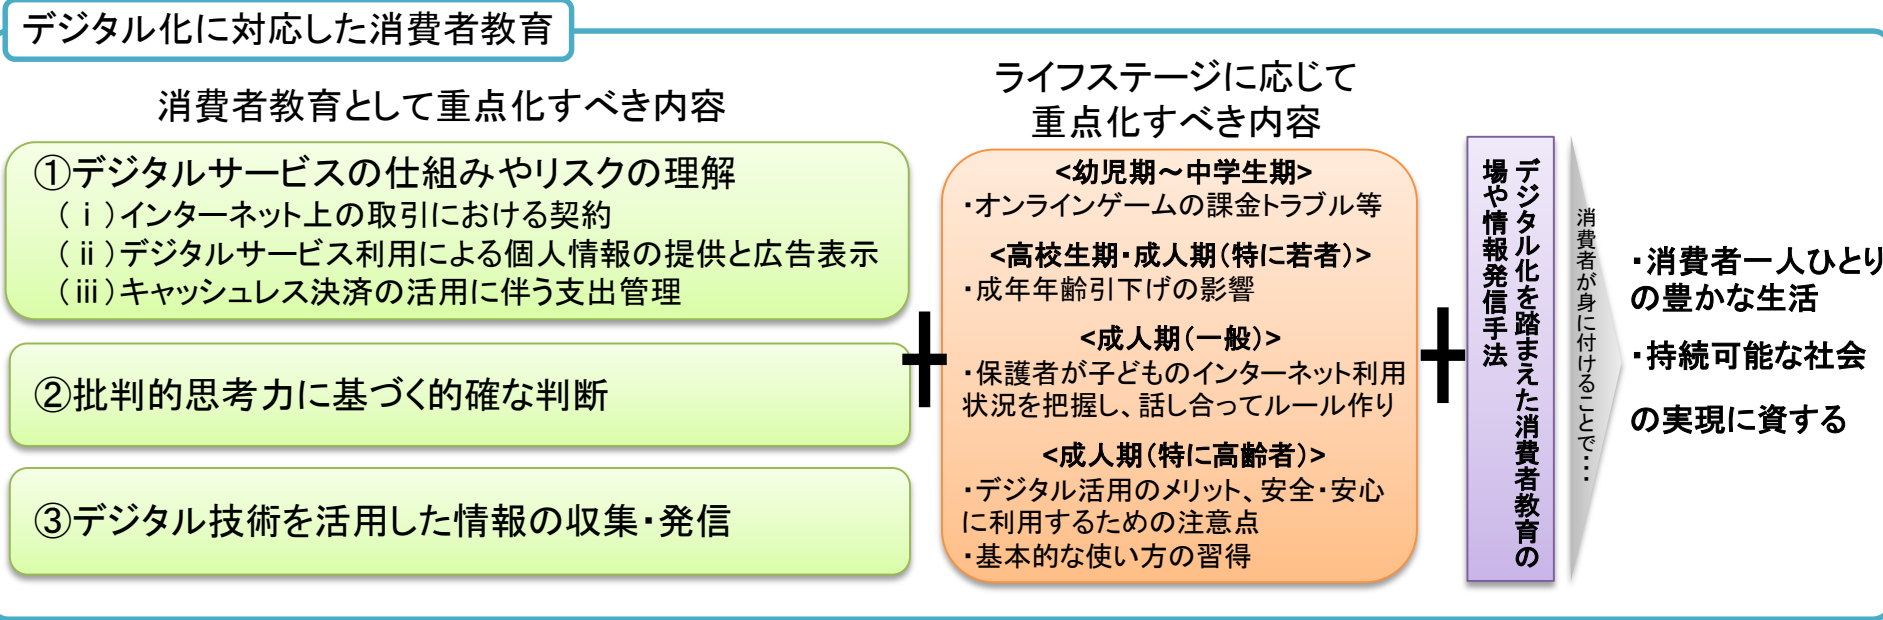 デジタル化に対応した消費者教育
消費者教育として重点化すべき内容
①デジタルサービスの仕組みやリスクの理解
(ⅰ)インターネット上の取引における契約
(ⅱ)デジタルサービス利用による個人情報の提供と広告表示
(ⅲ)キャッシュレス決済の活用に伴う支出管理
②批判的思考力に基づく的確な判断
③デジタル技術を活用した情報の収集・発信
ライフステージに応じて
重点化すべき内容
<幼児期～中学生期>
・オンラインゲームの課金トラブル等
<高校生期・成人期(特に若者)>
・成年年齢引下げの影響
<成人期(一般)>
・保護者が子どものインターネット利用
状況を把握し、話し合ってルール作り
<成人期(特に高齢者)>
・デジタル活用のメリット、安全・安心
に利用するための注意点
・基本的な使い方の習得
デジタル化を踏まえた消費者教育の
場や情報発信手法
消費者が身に付けることで・・・
・消費者一人ひとり
の豊かな生活
・持続可能な社会
の実現に資する